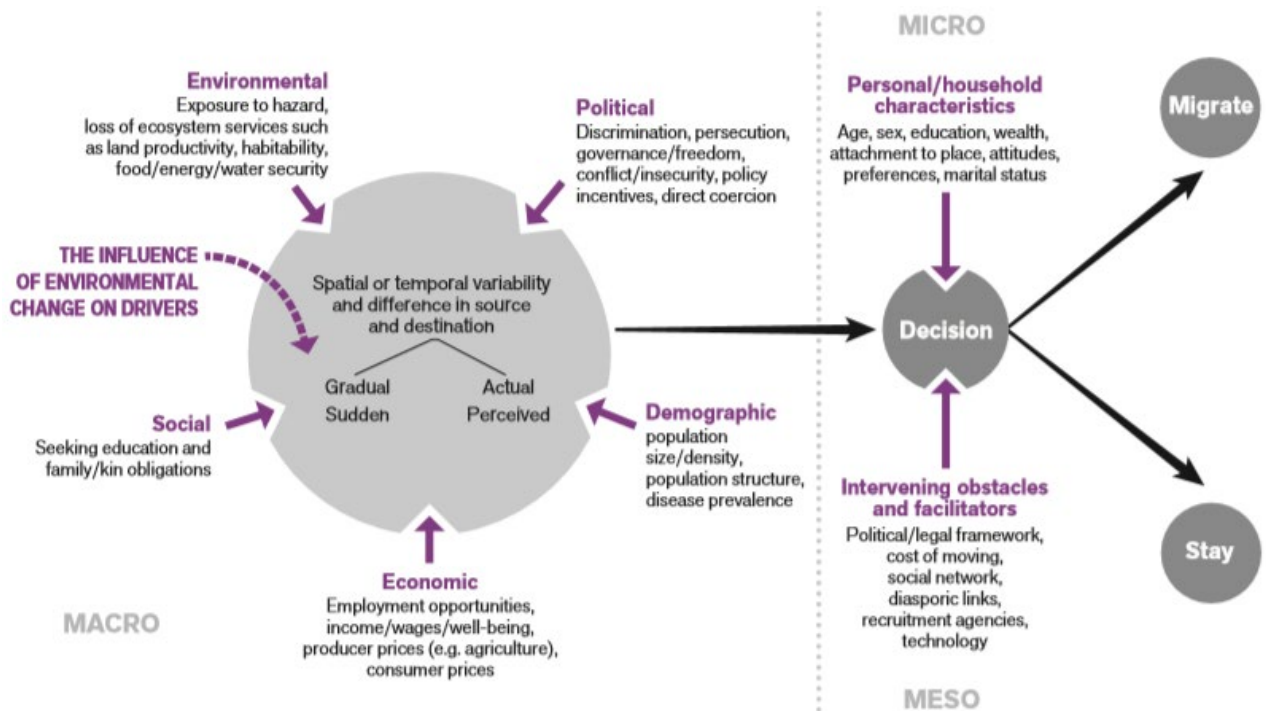 Environmental
Exposure to hazard,
loss of ecosystem services such
as land productivity, habitability,
food/energy/water security
Political
Discrimination, persecution,
governance/freedom,
conflict/insecurity, policy
incentives, direct coercion
THE INFLUENCE
OF ENVIRONMENTAL
CHANGE ON DRIVERS
Spatial or temporal variability
and difference in source
and destination
Gradual
Sudden
Actual
Perceived
Social
Seeking education and
family/kin obligations
Demographic
population
size/density,
population structure,
disease prevalence
Economic
Employment opportunities,
income/wages/well-being,
producer prices (e.g. agriculture),
consumer prices
MACRO
MICRO
Personal/household
characteristics
Age, sex, education, wealth,
attachment to place, attitudes,
preferences, marital status
Decision
Intervening obstacles
and facilitators
Political/legal framework,
cost of moving,
social network,
diasporic links,
recruitment agencies,
technology
MESO
Migrate
Stay